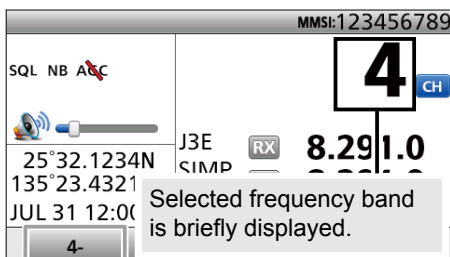 MMSI:123456789
SQL NB AGC
4 CH
J3E RX 8.291.0
25°32.1234N
SIMP
135°23.4321
JUL 31 12:00
Selected frequency band
is briefly displayed.
4-